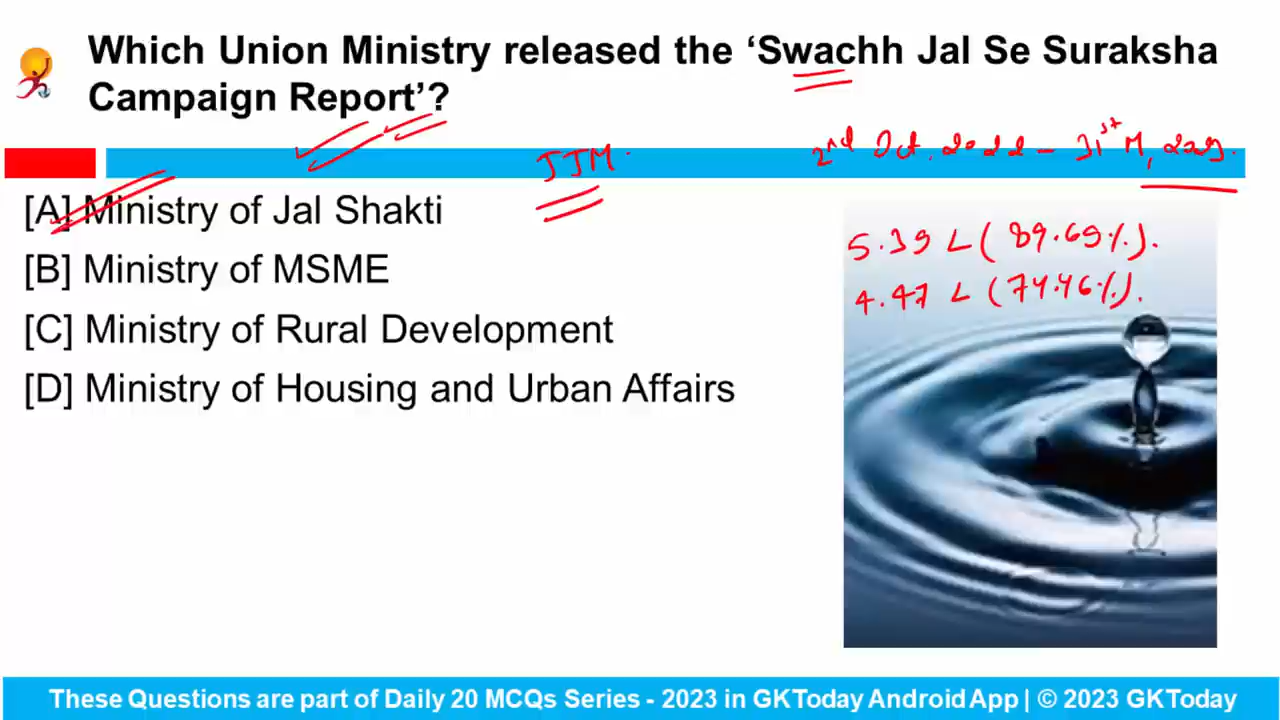 Which Union Ministry released the ‘Swachh Jal Se Suraksha
Campaign Report’?
JJM.
2nd Oct, 2022 - 31st M,
[A] Ministry of Jal Shakti
5.39 L (89.69%).
[B] Ministry of MSME
4.47 L (74.46%).
[C] Ministry of Rural Development
[D] Ministry of Housing and Urban Affairs
These Questions are part of Daily 20 MCQs Series - 2023 in GKToday Android App | © 2023 GKToday